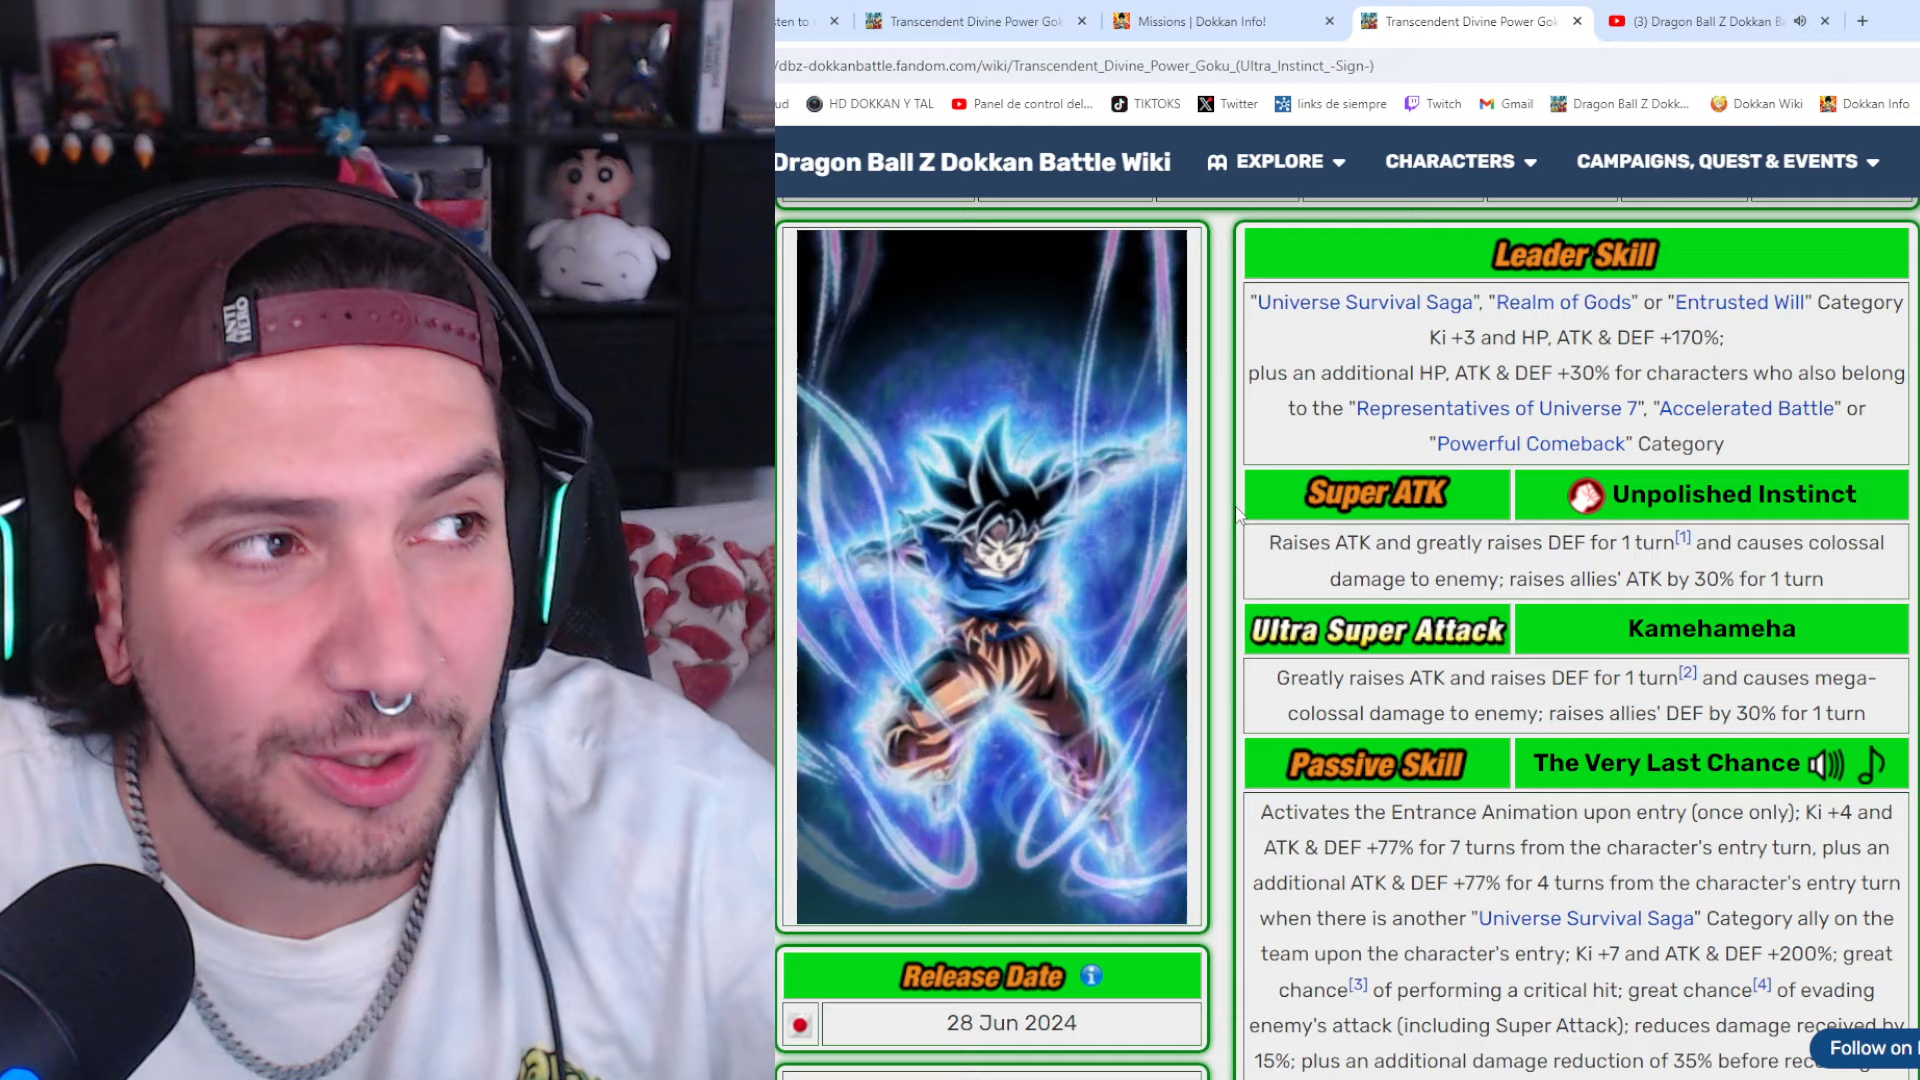 sten to
Transcendent Divine Power Gok
Missions | Dokkan Info!
Transcendent Divine Power Gok
(3) Dragon Ball Z Dokkan Ba
/dbz-dokkanbattle.fandom.com/wiki/Transcendent_Divine_Power_Goku_(Ultra_Instinct_-Sign-)
ud
HD DOKKAN Y TAL
Panel de control del...
TIKTOKS
Twitter
links de siempre
Twitch
Gmail
Dragon Ball Z Dokk...
Dokkan Wiki
Dokkan Info
Dragon Ball Z Dokkan Battle Wiki
EXPLORE
CHARACTERS
CAMPAIGNS, QUEST & EVENTS
Leader Skill
"Universe Survival Saga", "Realm of Gods" or "Entrusted Will" Category
Ki +3 and HP, ATK & DEF +170%;
plus an additional HP, ATK & DEF +30% for characters who also belong
to the "Representatives of Universe 7", "Accelerated Battle" or
"Powerful Comeback" Category
Super ATK
Unpolished Instinct
Raises ATK and greatly raises DEF for 1 turn[1] and causes colossal
damage to enemy; raises allies' ATK by 30% for 1 turn
Ultra Super Attack
Kamehameha
Greatly raises ATK and raises DEF for 1 turn[2] and causes mega-
colossal damage to enemy; raises allies' DEF by 30% for 1 turn
Passive Skill
The Very Last Chance
Activates the Entrance Animation upon entry (once only); Ki +4 and
ATK & DEF +77% for 7 turns from the character's entry turn, plus an
additional ATK & DEF +77% for 4 turns from the character's entry turn
when there is another "Universe Survival Saga" Category ally on the
team upon the character's entry; Ki +7 and ATK & DEF +200%; great
chance[3] of performing a critical hit; great chance[4] of evading
enemy's attack (including Super Attack); reduces damage received by
15%; plus an additional damage reduction of 35% before rec
Follow on
Release Date
28 Jun 2024